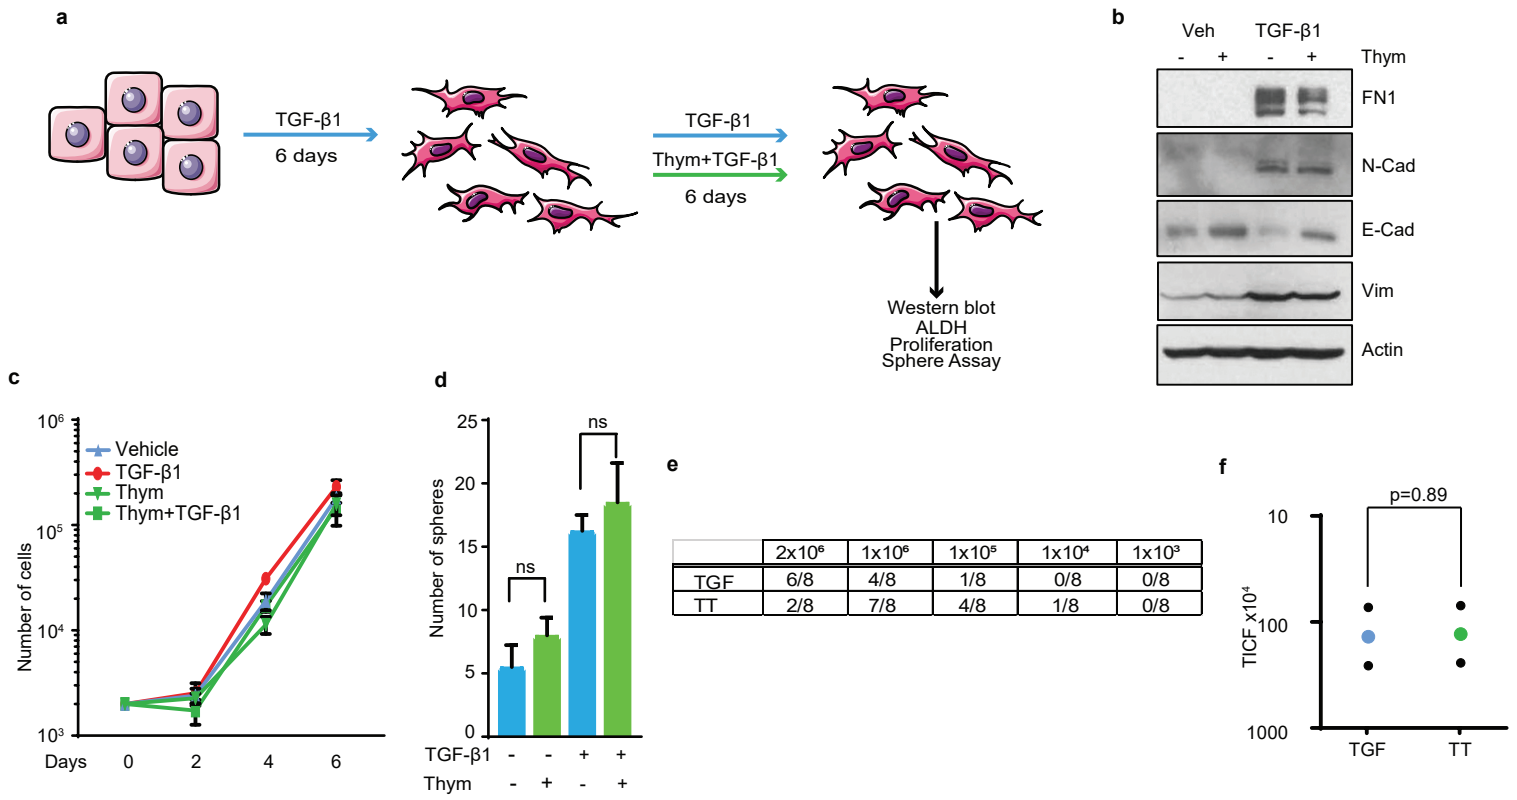 a
TGF-β1
6 days
TGF-β1
Thym+TGF-β1
6 days
Western blot
ALDH
Proliferation
Sphere Assay
b
Veh TGF-β1
- + - + Thym
FN1
N-Cad
E-Cad
Vim
Actin
c
Number of cells
10⁶
10⁵
10⁴
10³
Vehicle
TGF-β1
Thym
Thym+TGF-β1
Days 0 2 4 6
d
Number of spheres
25
20
15
10
5
0
ns
ns
TGF-β1 - - + +
Thym - + - +
e
2x10⁶ 1x10⁶ 1x10⁵ 1x10⁴ 1x10³
TGF 6/8 4/8 1/8 0/8 0/8
TT 2/8 7/8 4/8 1/8 0/8
f
p=0.89
TICF x10⁴
10
100
1000
TGF TT